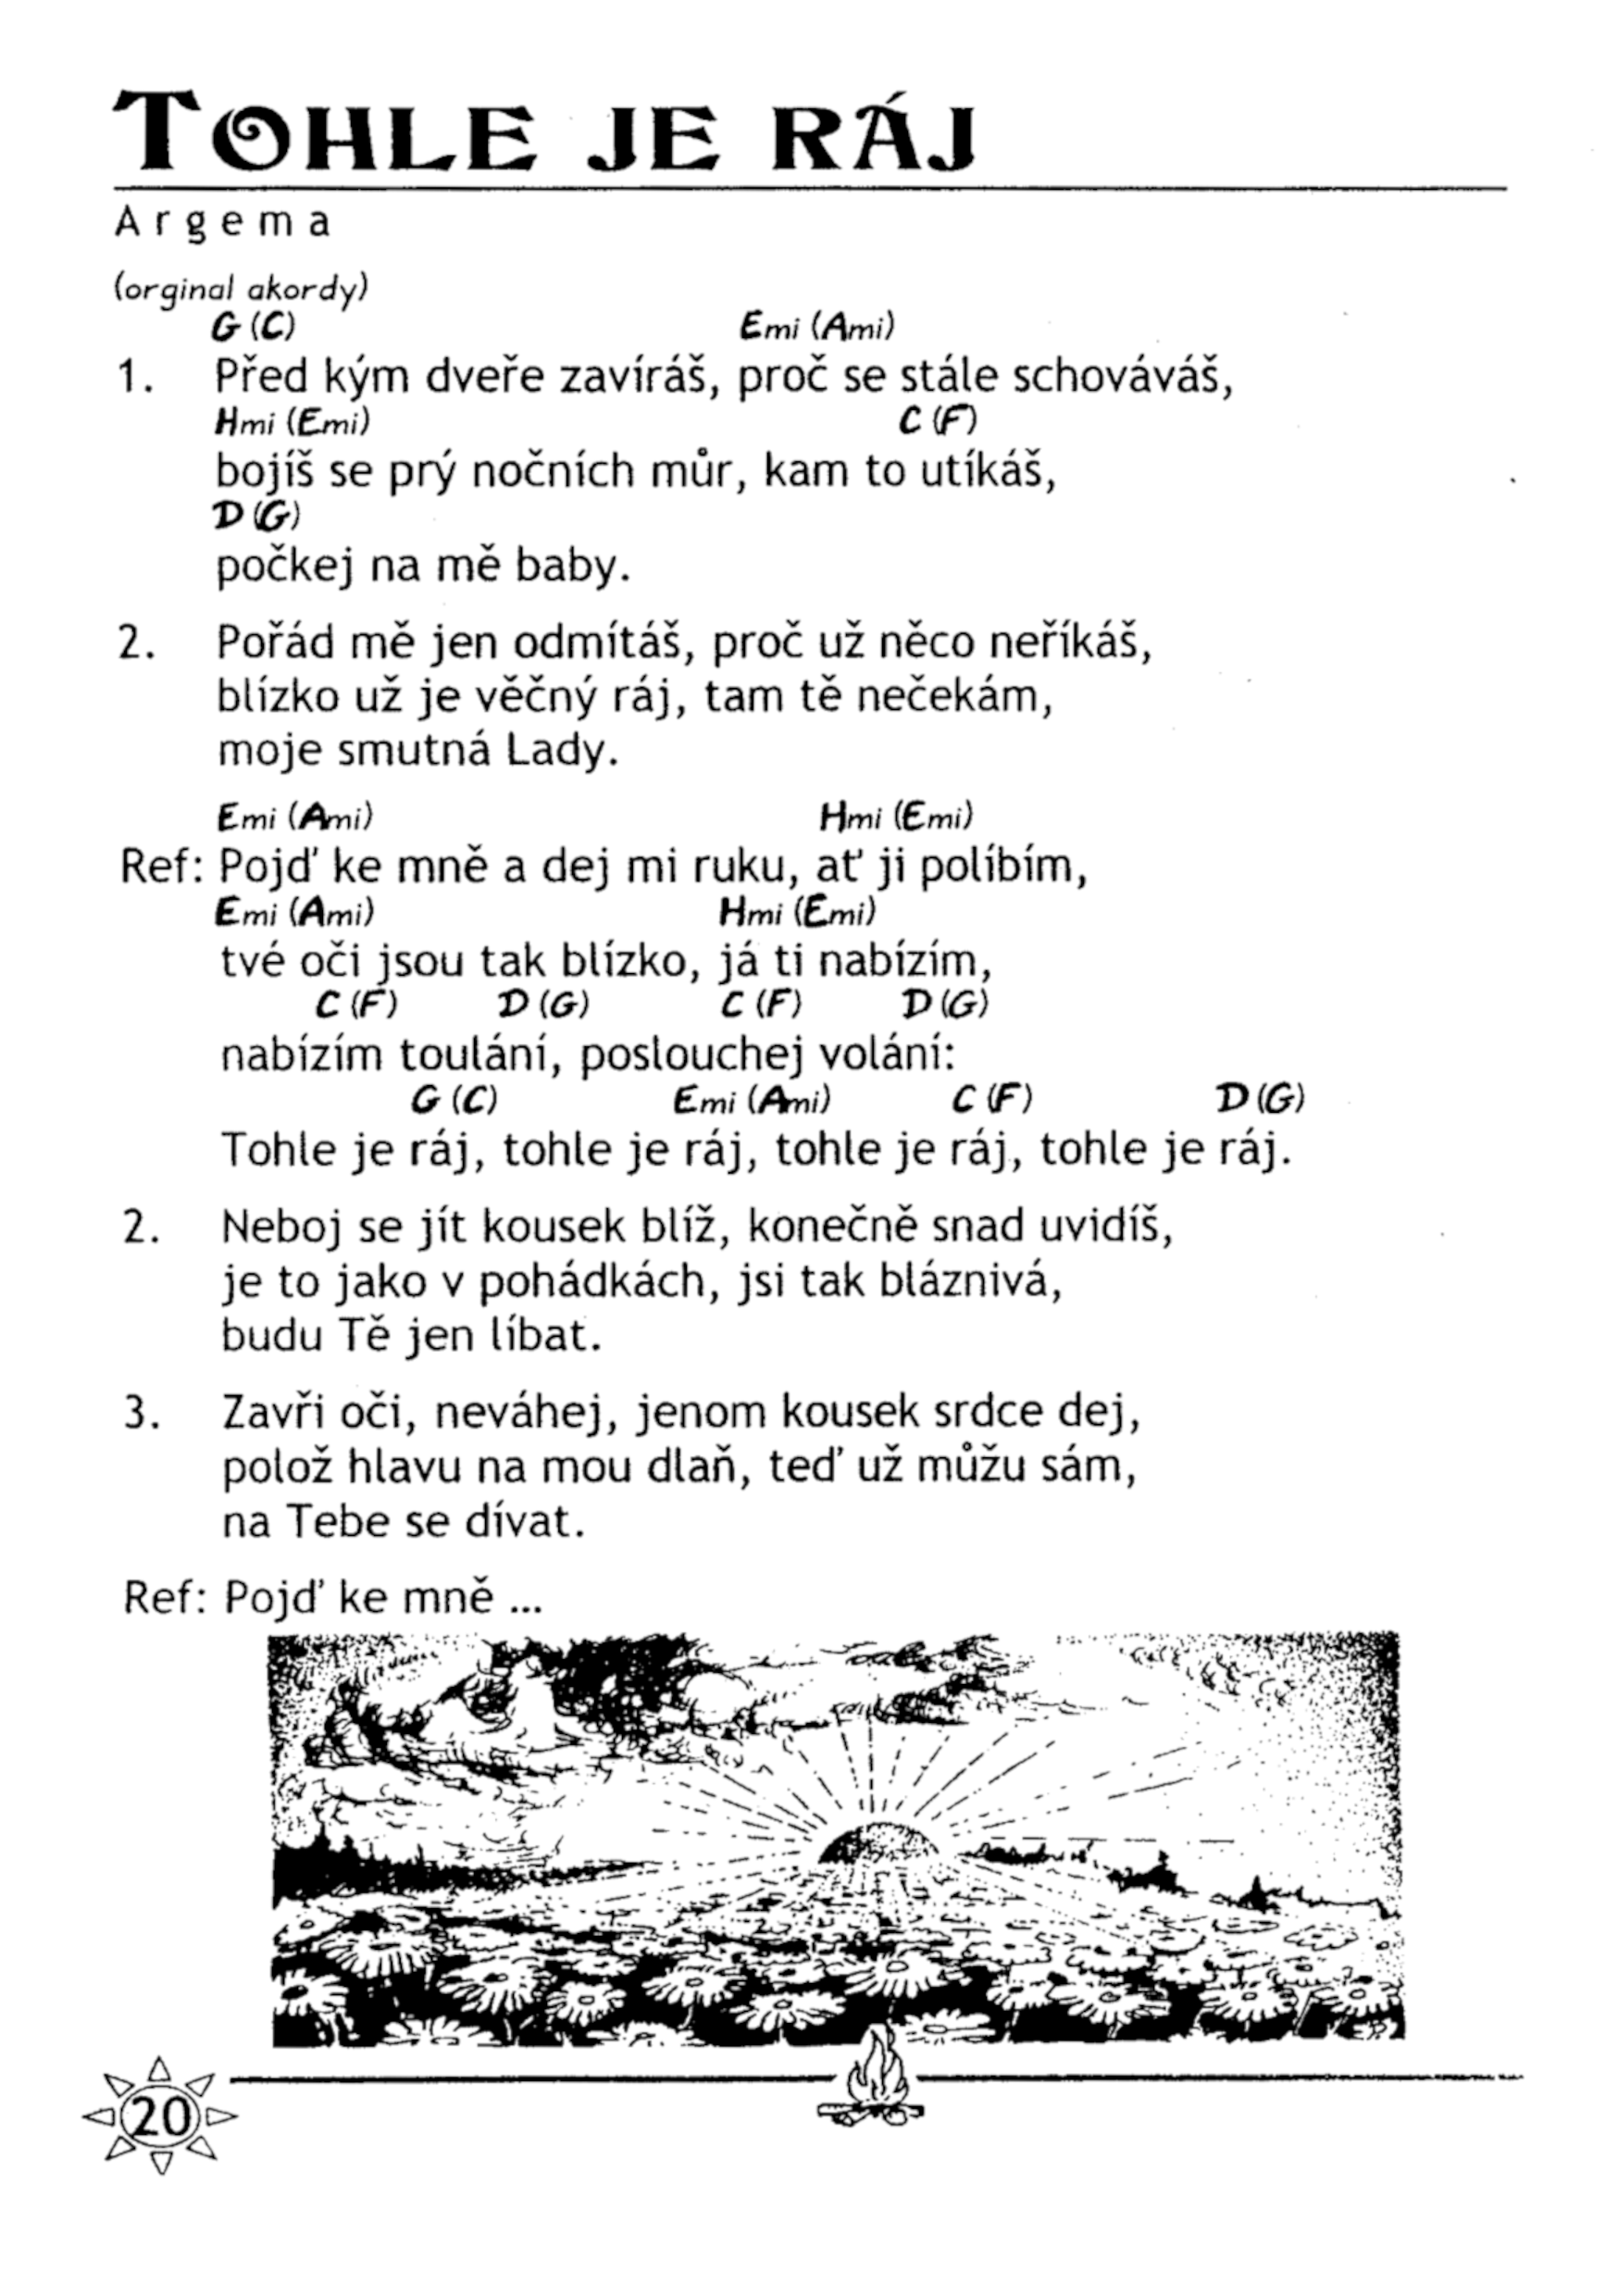 TOHLE JE RÁJ
Argema
(orginal akordy)
G (C) Emi (Ami)
1. Před kým dveře zavíráš, proč se stále schováváš,
Hmi (Emi) C (F)
bojíš se prý nočních můr, kam to utíkáš,
D (G)
počkej na mě baby.
2. Pořád mě jen odmítáš, proč už něco neříkáš,
blízko už je věčný ráj, tam tě nečekám,
moje smutná Lady.
Emi (Ami) Hmi (Emi)
Ref: Pojď ke mně a dej mi ruku, ať ji políbím,
Emi (Ami) Hmi (Emi)
tvé oči jsou tak blízko, já ti nabízím,
C (F) D (G) C (F) D (G)
nabízím toulání, poslouchej volání:
G (C) Emi (Ami) C (F) D (G)
Tohle je ráj, tohle je ráj, tohle je ráj, tohle je ráj.
2. Neboj se jít kousek blíž, konečně snad uvidíš,
je to jako v pohádkách, jsi tak bláznivá,
budu Tě jen líbat.
3. Zavři oči, neváhej, jenom kousek srdce dej,
polož hlavu na mou dlaň, teď už můžu sám,
na Tebe se dívat.
Ref: Pojď ke mně ...
20